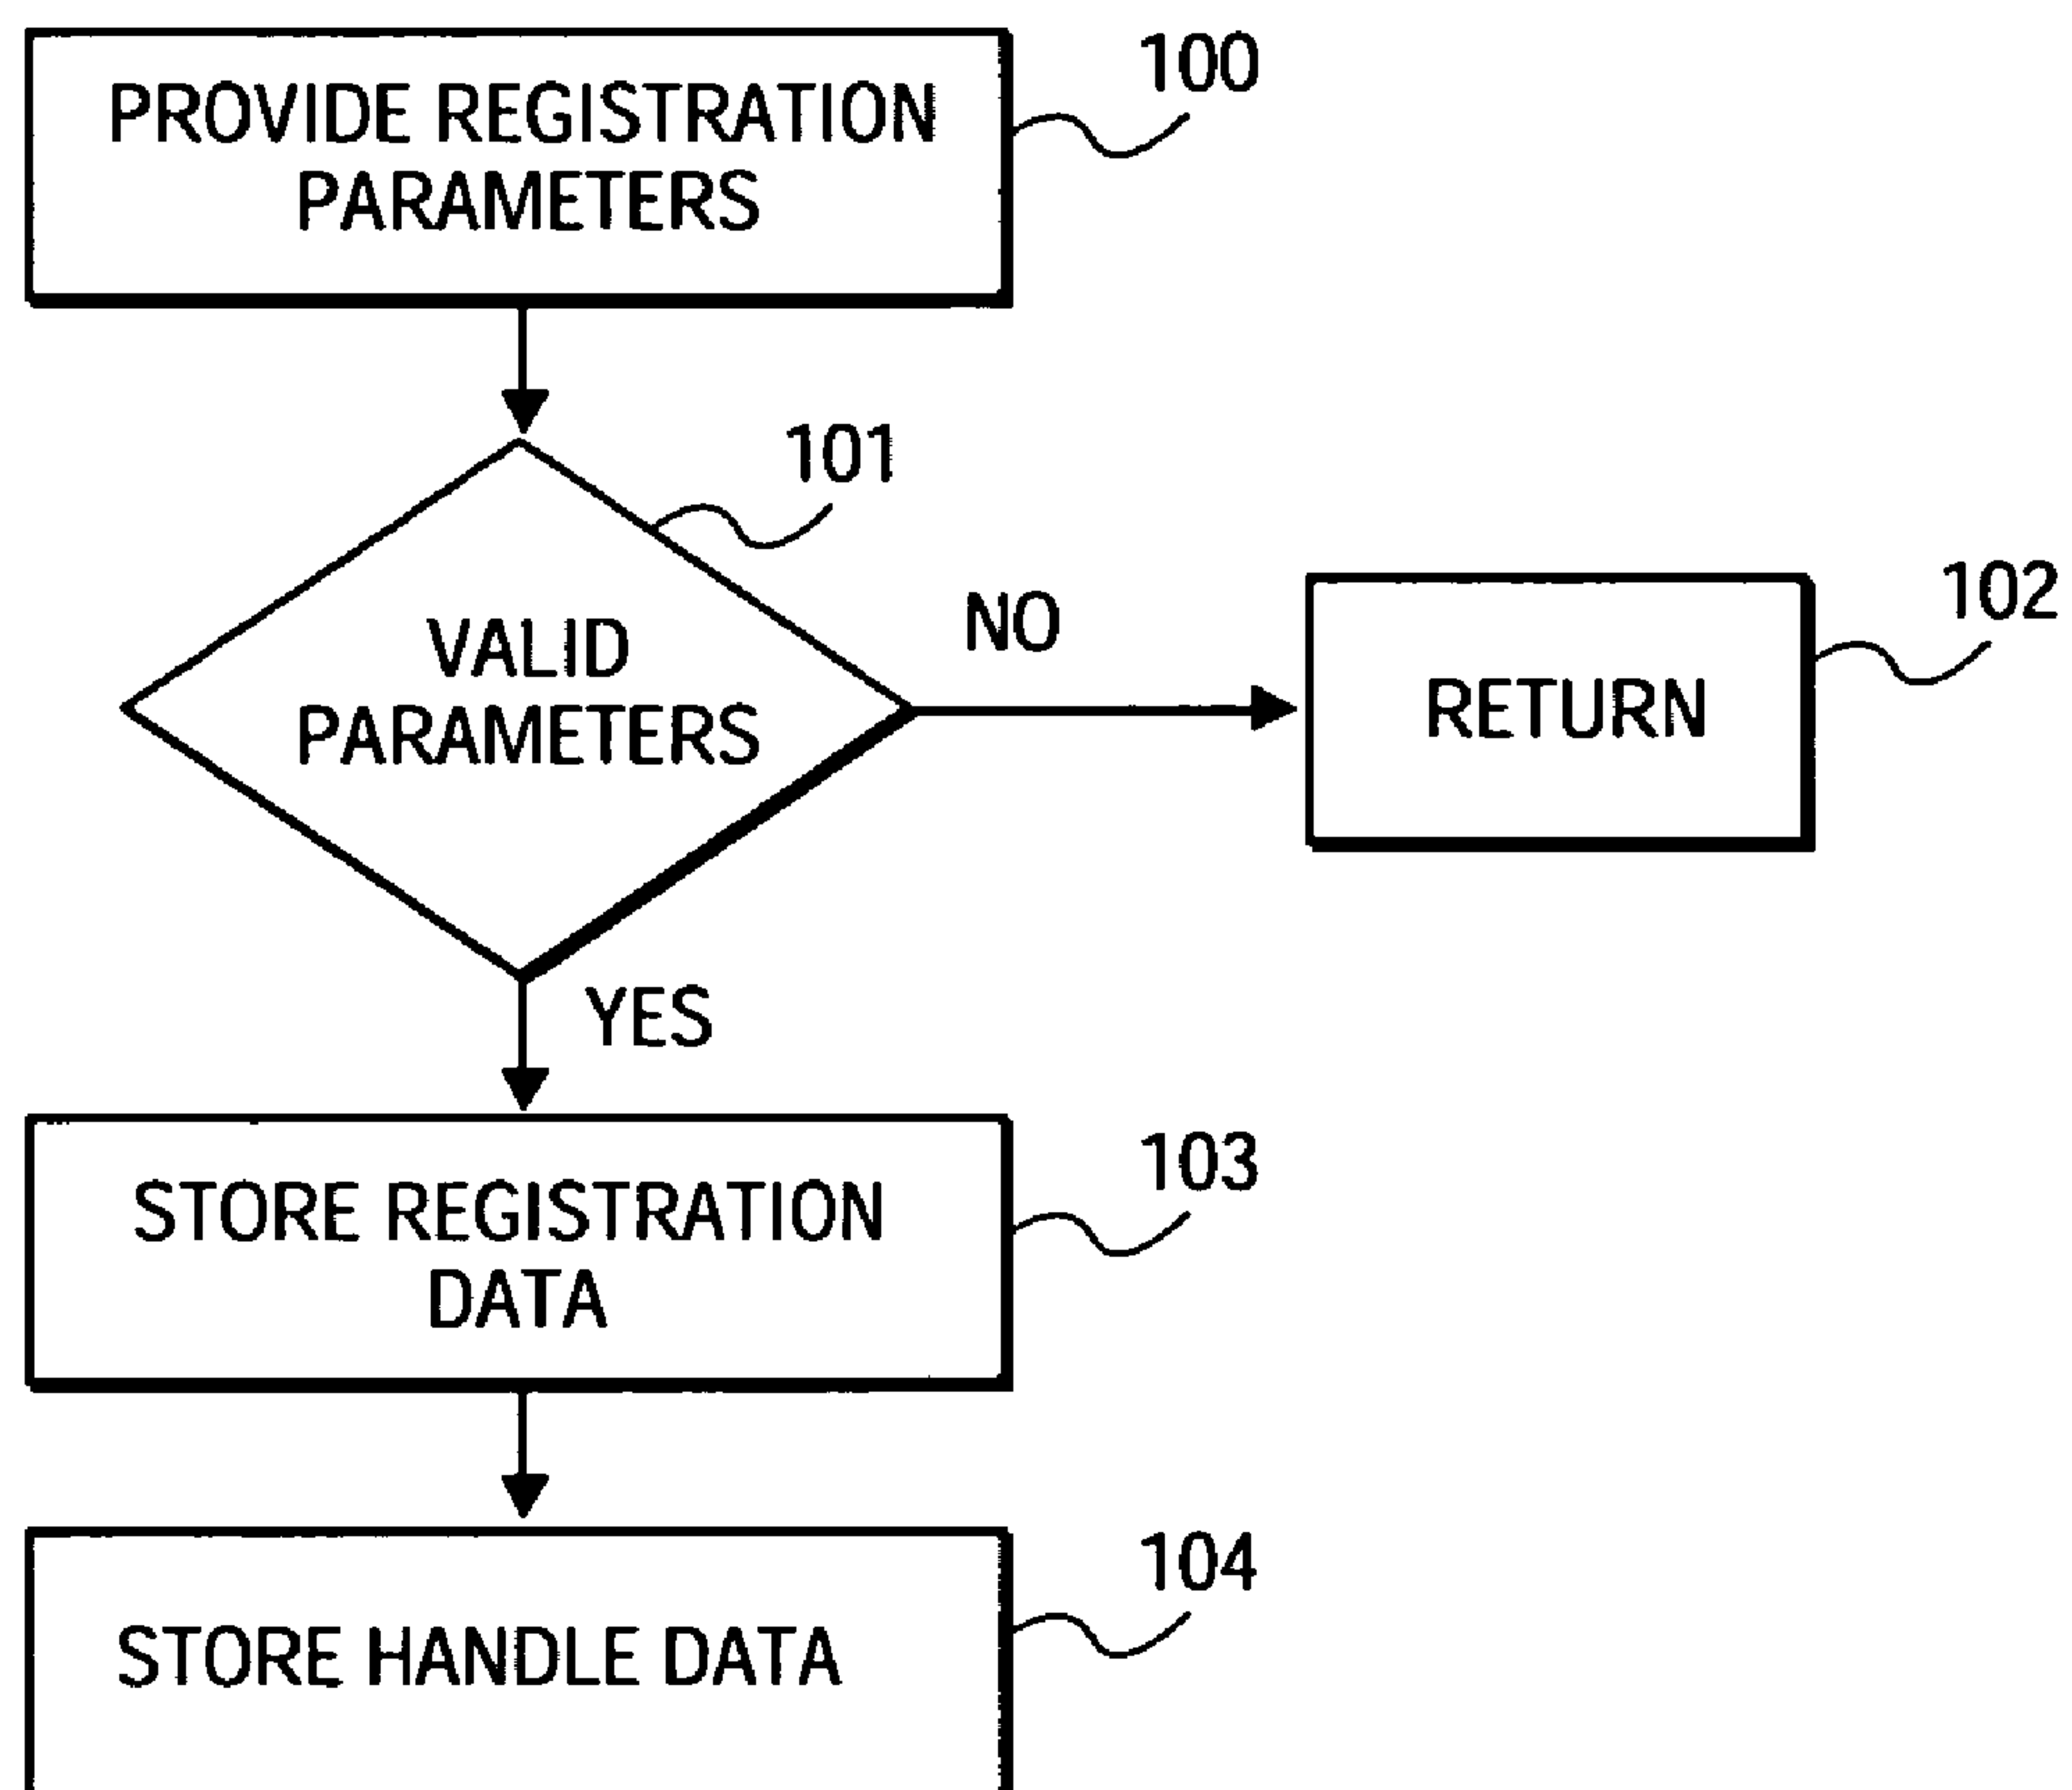 100
PROVIDE REGISTRATION
PARAMETERS
101
VALID
PARAMETERS
NO
102
RETURN
YES
103
STORE REGISTRATION
DATA
104
STORE HANDLE DATA